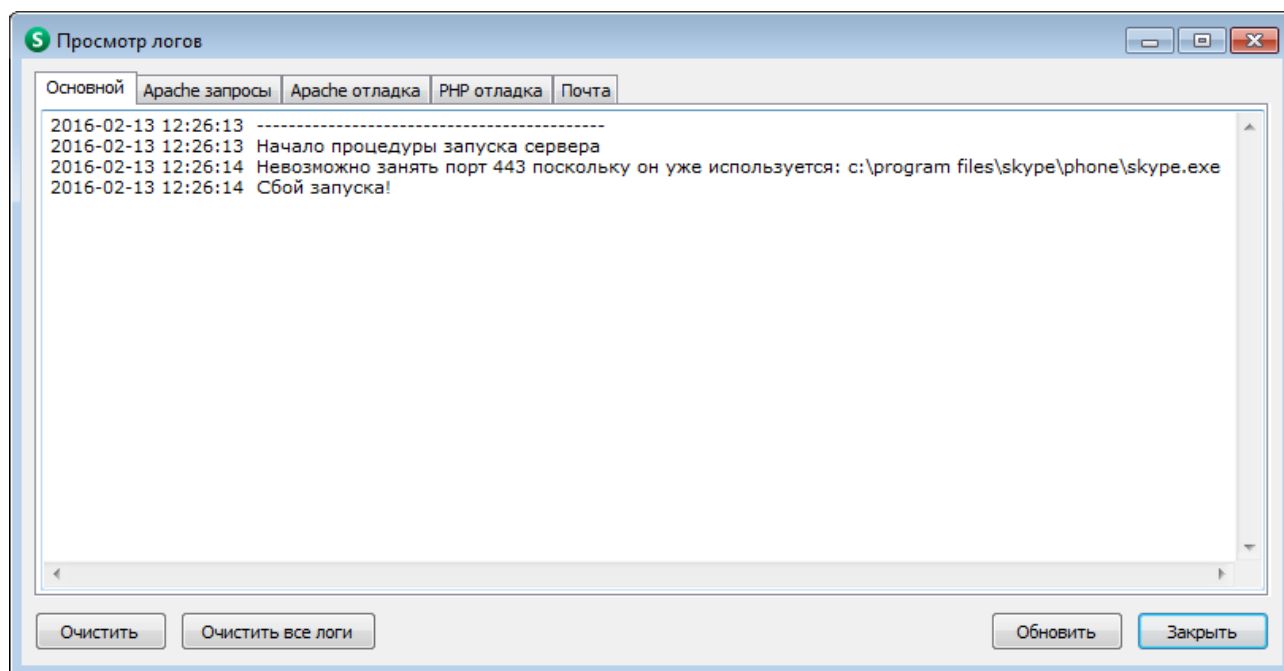 S Просмотр логов
Основной Apache запросы Apache отладка PHP отладка Почта
2016-02-13 12:26:13 --------------------------------------------
2016-02-13 12:26:13 Начало процедуры запуска сервера
2016-02-13 12:26:14 Невозможно занять порт 443 поскольку он уже используется: c:\program files\skype\phone\skype.exe
2016-02-13 12:26:14 Сбой запуска!
Очистить Очистить все логи Обновить Закрыть